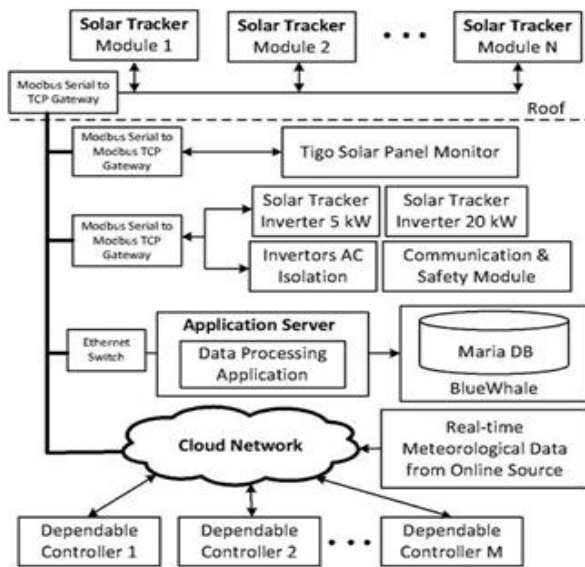 Solar Tracker
Module 1
Solar Tracker
Module 2
Solar Tracker
Module N
Modbus Serial to
TCP Gateway
Roof
Modbus Serial to
Modbus TCP
Gateway
Tigo Solar Panel Monitor
Modbus Serial to
Modbus TCP
Gateway
Solar Tracker
Inverter 5 kW
Solar Tracker
Inverter 20 kW
Invertors AC
Isolation
Communication &
Safety Module
Ethernet
Switch
Application Server
Data Processing
Application
Maria DB
BlueWhale
Cloud Network
Real-time
Meteorological Data
from Online Source
Dependable
Controller 1
Dependable
Controller 2
Dependable
Controller M